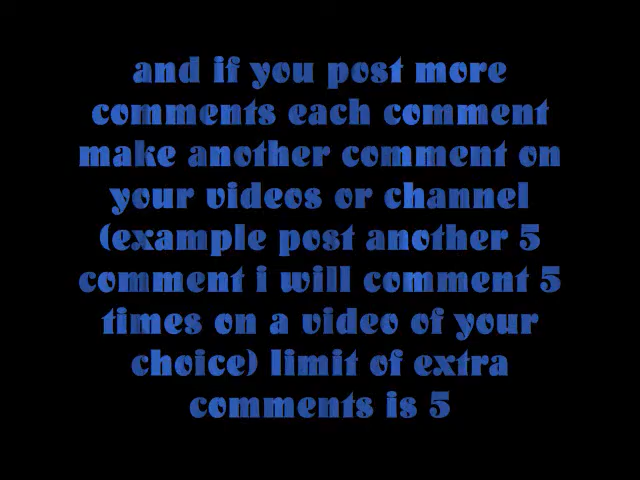 and if you post more
comments each comment
make another comment on
your videos or channel
(example post another 5
comment i will comment 5
times on a video of your
choice) limit of extra
comments is 5